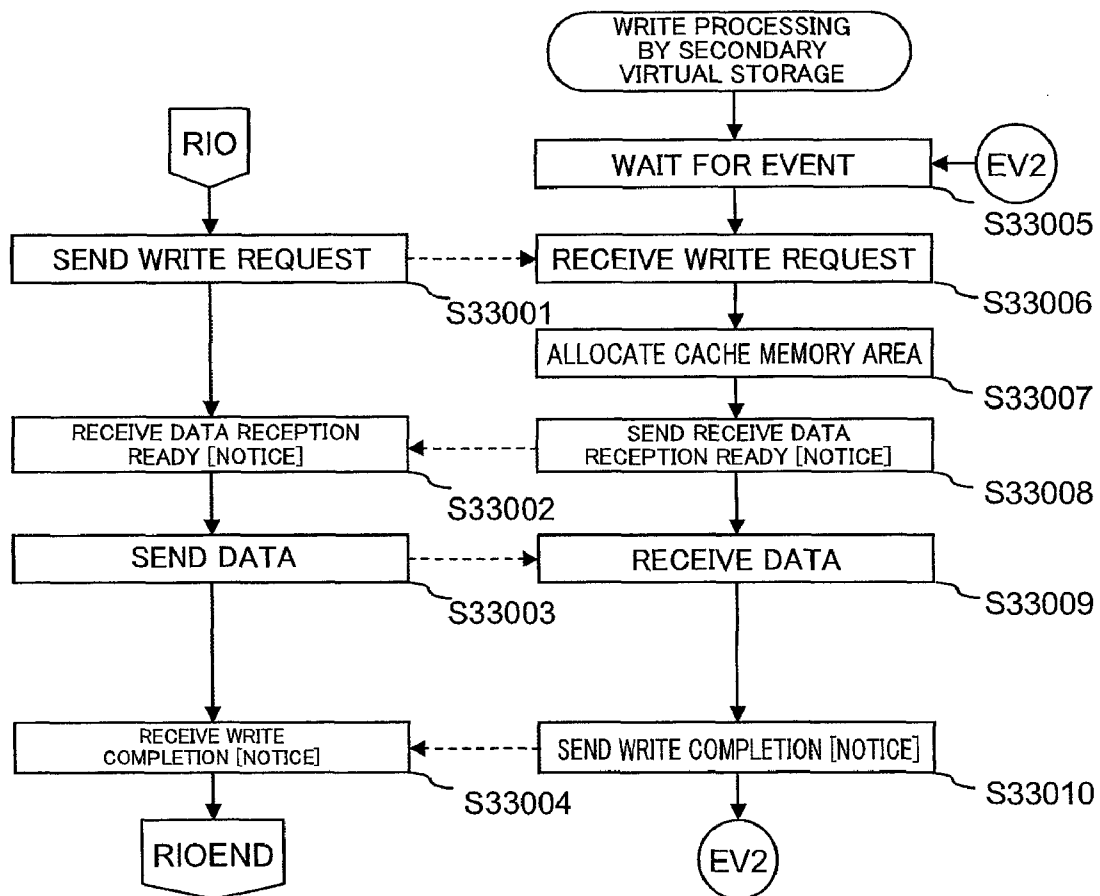 WRITE PROCESSING
BY SECONDARY
VIRTUAL STORAGE
RIO
WAIT FOR EVENT
EV2
S33005
SEND WRITE REQUEST
RECEIVE WRITE REQUEST
S33001
S33006
ALLOCATE CACHE MEMORY AREA
S33007
RECEIVE DATA RECEPTION
READY [NOTICE]
SEND RECEIVE DATA
RECEPTION READY [NOTICE]
S33002
S33008
SEND DATA
RECEIVE DATA
S33003
S33009
RECEIVE WRITE
COMPLETION [NOTICE]
SEND WRITE COMPLETION [NOTICE]
S33004
S33010
RIOEND
EV2